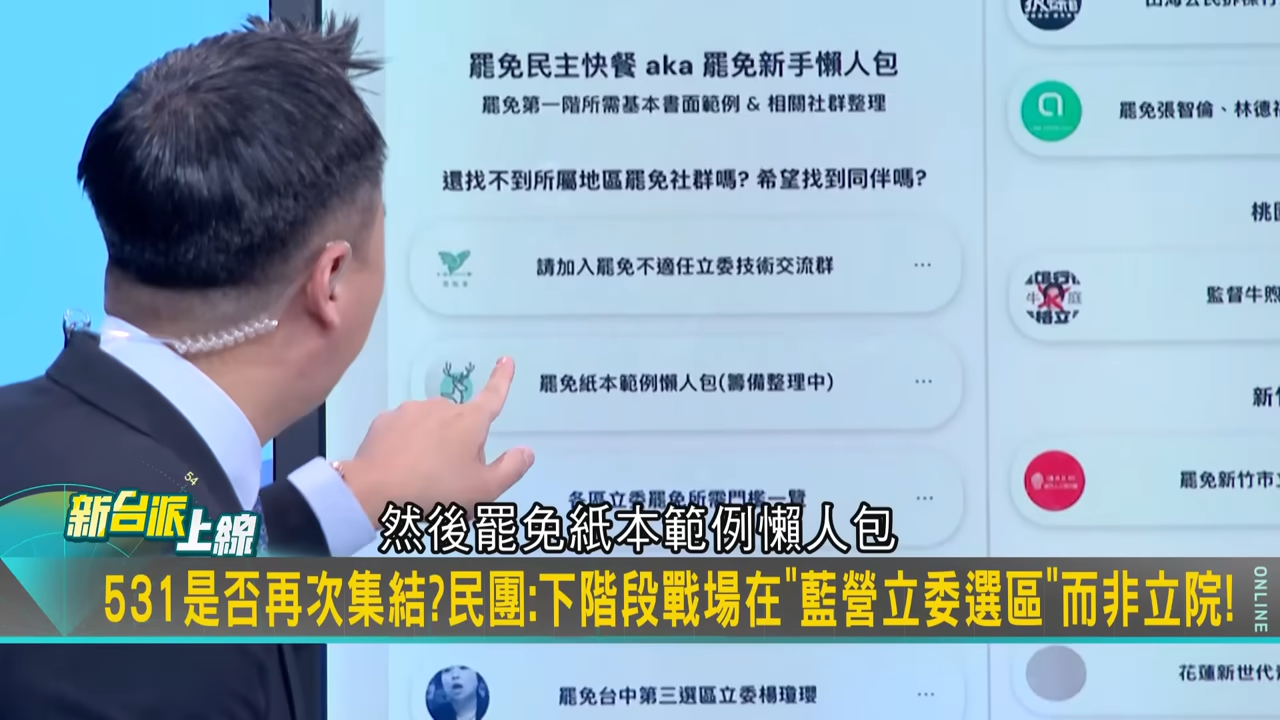 罷免民主快餐 aka 罷免新手懶人包
罷免第一階所需基本書面範例 & 相關社群整理
還找不到所屬地區罷免社群嗎? 希望找到同伴嗎?
請加入罷免不適任立委技術交流群
罷免紙本範例懶人包(籌備整理中)
各區立委罷免所需門檻一覽
罷免台中第三選區立委楊瓊瓔
罷免張智倫、林德
桃
監督牛煦
新
罷免新竹市
花蓮新世代
54
新台派上線
然後罷免紙本範例懶人包
531是否再次集結?民團:下階段戰場在"藍營立委選區"而非立院!
ONLINE